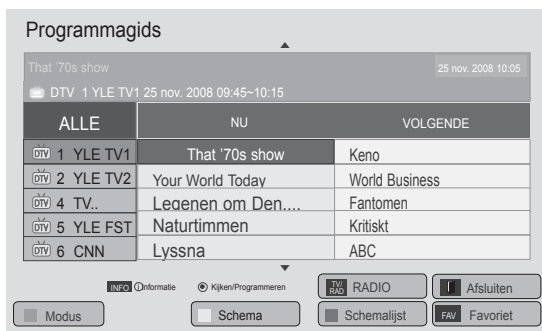 Programmagids
That '70s show 25 nov. 2008 10:05
DTV 1 YLE TV1 25 nov. 2008 09:45~10:15
ALLE NU VOLGENDE
DTV 1 YLE TV1 That '70s show Keno
DTV 2 YLE TV2 Your World Today World Business
DTV 4 TV.. Legenen om Den.... Fantomen
DTV 5 YLE FST Naturtimmen Kritiskt
DTV 6 CNN Lyssna ABC
INFO ⓘInformatie Kijken/Programmeren TV/RAD RADIO Afsluiten
Modus Schema Schemalijst FAV Favoriet